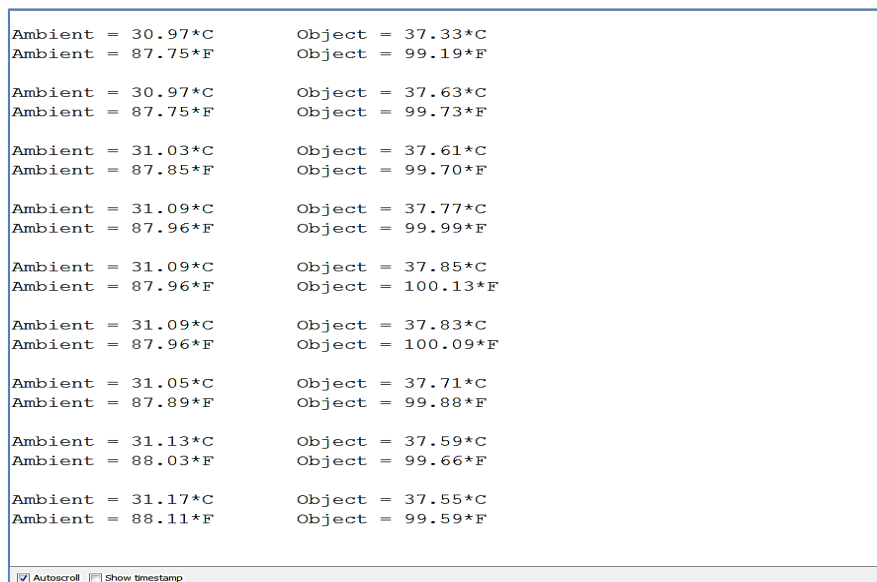 Ambient = 30.97*C Object = 37.33*C
Ambient = 87.75*F Object = 99.19*F
Ambient = 30.97*C Object = 37.63*C
Ambient = 87.75*F Object = 99.73*F
Ambient = 31.03*C Object = 37.61*C
Ambient = 87.85*F Object = 99.70*F
Ambient = 31.09*C Object = 37.77*C
Ambient = 87.96*F Object = 99.99*F
Ambient = 31.09*C Object = 37.85*C
Ambient = 87.96*F Object = 100.13*F
Ambient = 31.09*C Object = 37.83*C
Ambient = 87.96*F Object = 100.09*F
Ambient = 31.05*C Object = 37.71*C
Ambient = 87.89*F Object = 99.88*F
Ambient = 31.13*C Object = 37.59*C
Ambient = 88.03*F Object = 99.66*F
Ambient = 31.17*C Object = 37.55*C
Ambient = 88.11*F Object = 99.59*F
Autoscroll Show timestamp